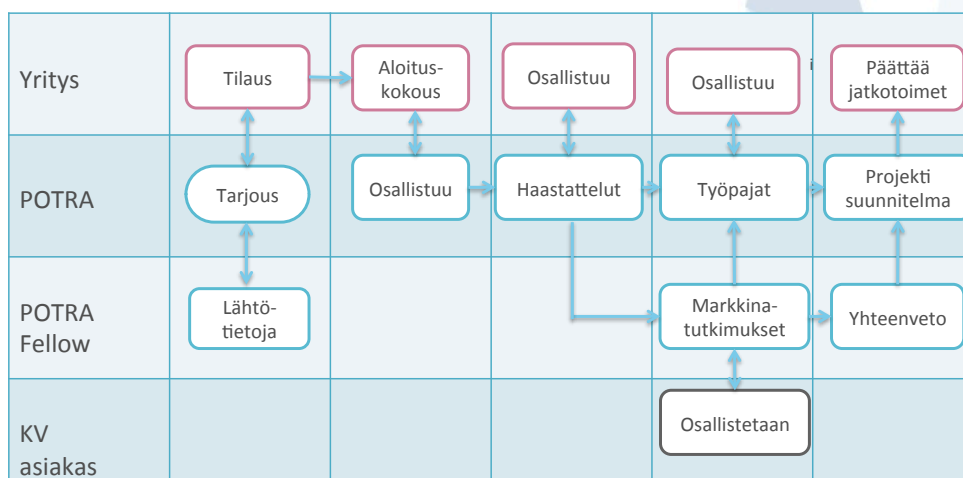 Yritys
Tilaus
Aloitus-
kokous
Osallistuu
Osallistuu
i
Päättää
jatkotoimet
POTRA
Tarjous
Osallistuu
Haastattelut
Työpajat
Projekti
suunnitelma
POTRA
Fellow
Lähtö-
tietoja
Markkina-
tutkimukset
Yhteenveto
KV
asiakas
Osallistetaan